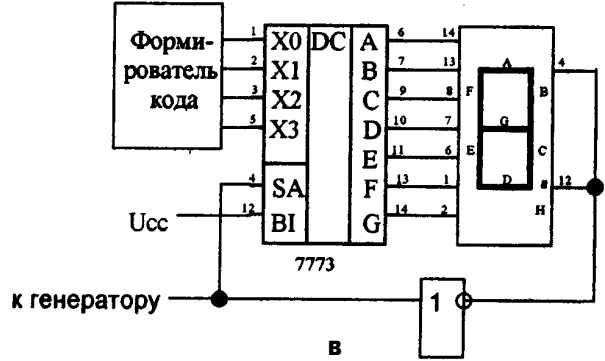 Форми-
рователь
кода
1 X0 DC A 6 14
2 X1 B 7 13
3 X2 C 9 8
5 X3 D 10 7
E 11 6
4 SA F 13 1
Ucc 12 BI G 14 2
A
F B
G
E C
D
H
4
12
7773
к генератору
1
в